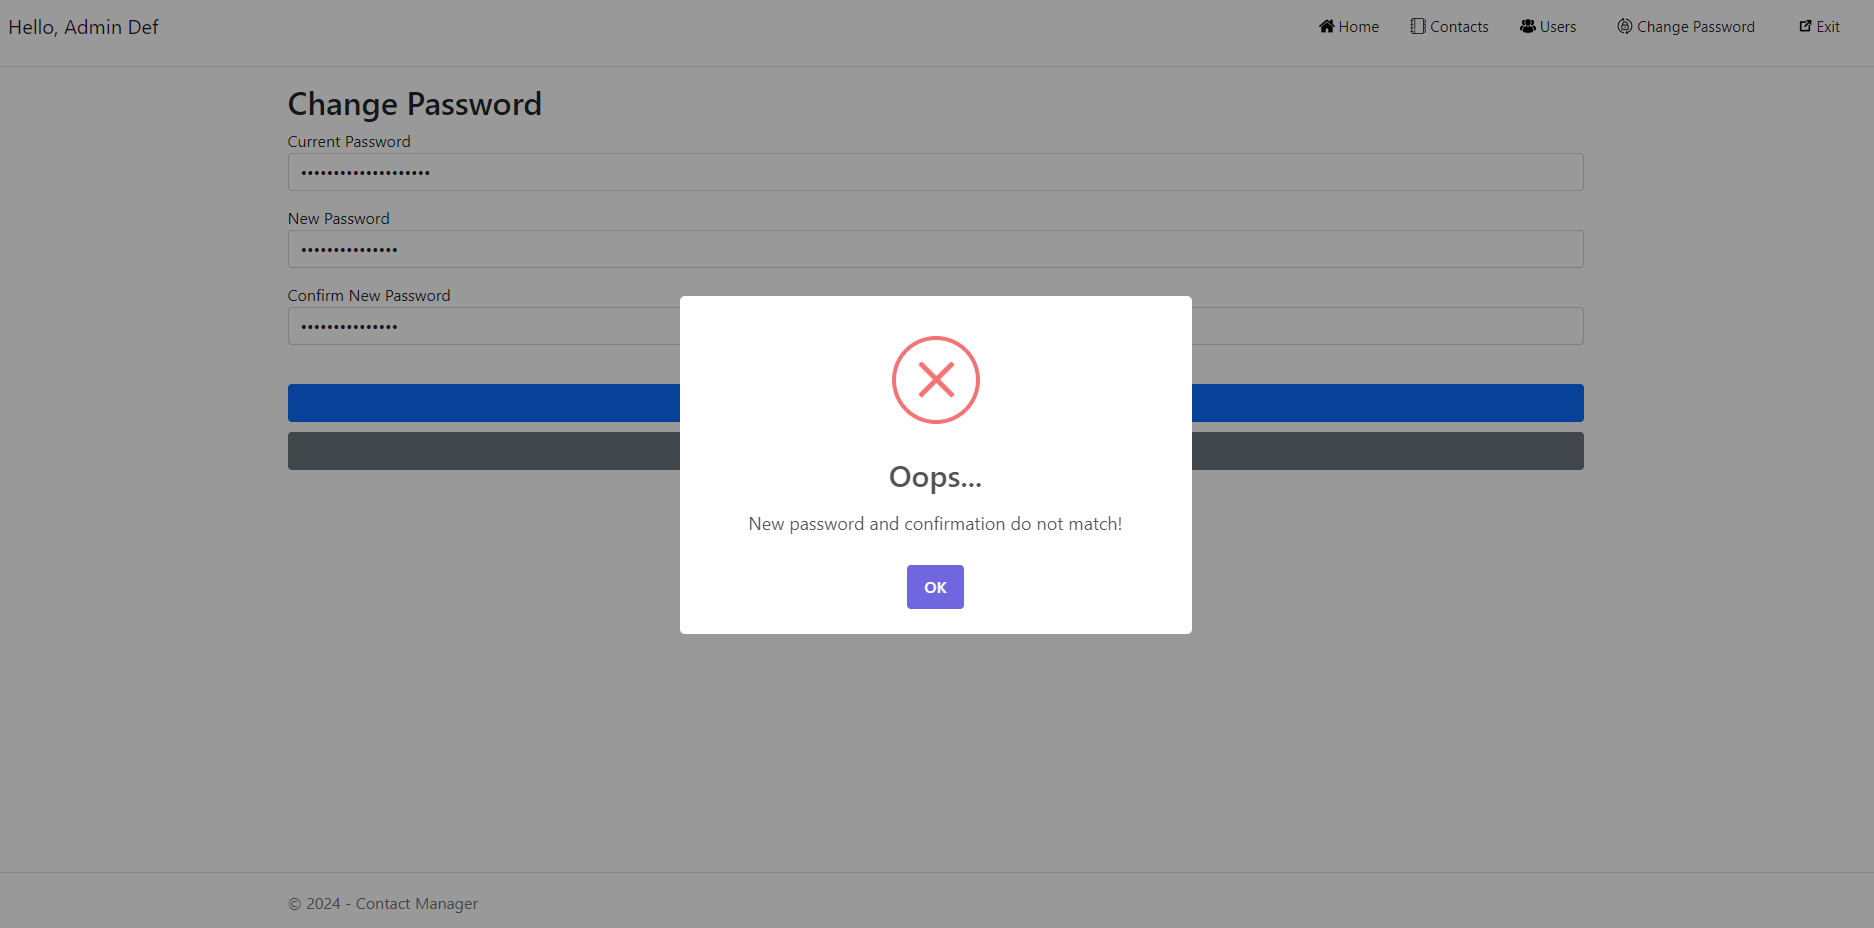 Hello, Admin Def
Home Contacts Users Change Password Exit
Change Password
Current Password
••••••••••••••••••••
New Password
•••••••••••••••
Confirm New Password
•••••••••••••••
Oops...
New password and confirmation do not match!
OK
© 2024 - Contact Manager